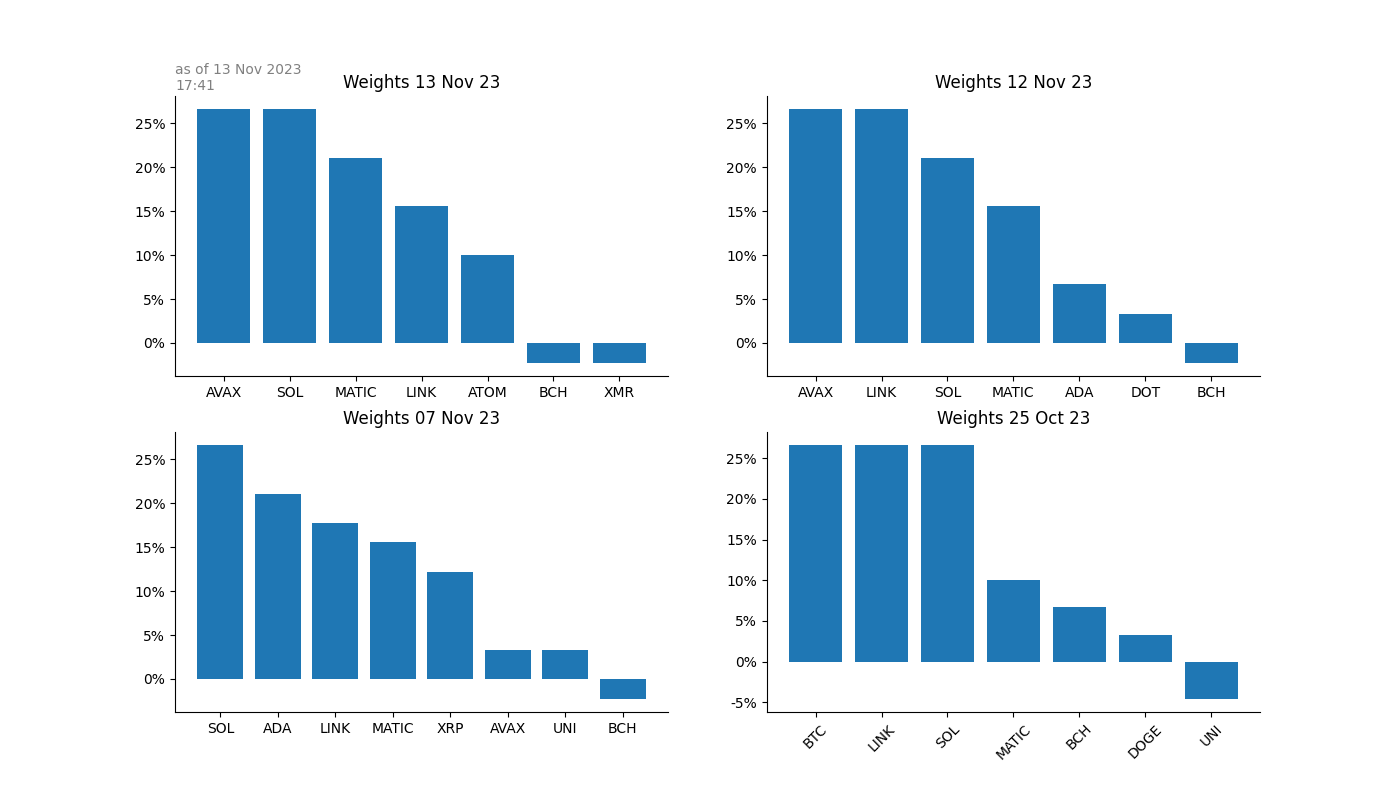 as of 13 Nov 2023
17:41
Weights 13 Nov 23
25%
20%
15%
10%
5%
0%
AVAX SOL MATIC LINK ATOM BCH XMR
Weights 12 Nov 23
25%
20%
15%
10%
5%
0%
AVAX LINK SOL MATIC ADA DOT BCH
Weights 07 Nov 23
25%
20%
15%
10%
5%
0%
SOL ADA LINK MATIC XRP AVAX UNI BCH
Weights 25 Oct 23
25%
20%
15%
10%
5%
0%
-5%
BTC LINK SOL MATIC BCH DOGE UNI